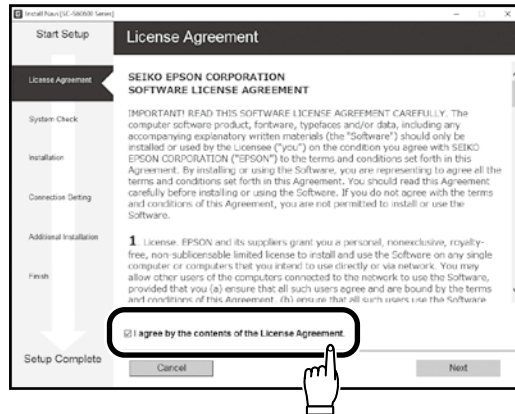 Install Navi [SC-S60600 Series]
Start Setup
License Agreement
License Agreement
System Check
Installation
Connection Setting
Additional Installation
Finish
Setup Complete
SEIKO EPSON CORPORATION
SOFTWARE LICENSE AGREEMENT
IMPORTANT! READ THIS SOFTWARE LICENSE AGREEMENT CAREFULLY. The
computer software product, fontware, typefaces and/or data, including any
accompanying explanatory written materials (the "Software") should only be
installed or used by the Licensee ("you") on the condition you agree with SEIKO
EPSON CORPORATION ("EPSON") to the terms and conditions set forth in this
Agreement. By installing or using the Software, you are representing to agree all the
terms and conditions set forth in this Agreement. You should read this Agreement
carefully before installing or using the Software. If you do not agree with the terms
and conditions of this Agreement, you are not permitted to install or use the
Software.
1. License. EPSON and its suppliers grant you a personal, nonexclusive, royalty-
free, non-sublicensable limited license to install and use the Software on any single
computer or computers that you intend to use directly or via network. You may
allow other users of the computers connected to the network to use the Software,
provided that you (a) ensure that all such users agree and are bound by the terms
and conditions of this Agreement, (b) ensure that all such users use the Software
I agree by the contents of the License Agreement.
Cancel
Next